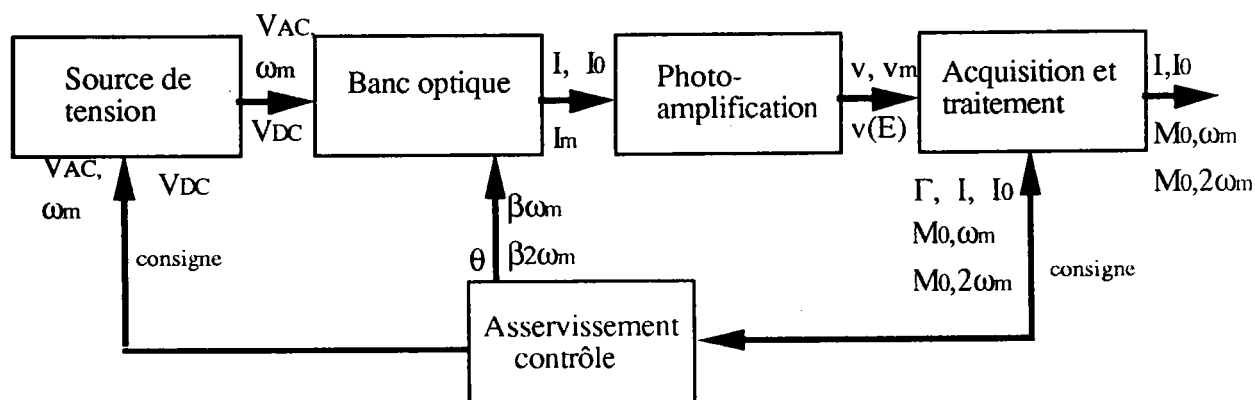 Source de
tension
VAC,
ωm
VDC
Banc optique
I, I0
Im
Photo-
amplification
v, vm
v(E)
Acquisition et
traitement
I,I0
M0,ωm
M0,2ωm
VAC,
VDC
ωm
consigne
θ
βωm
β2ωm
Γ, I, I0
M0,ωm
M0,2ωm
consigne
Asservissement
contrôle